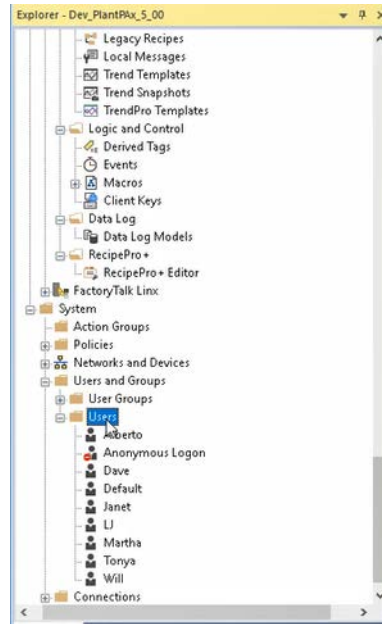 Explorer - Dev_PlantPAx_5_00
Legacy Recipes
Local Messages
Trend Templates
Trend Snapshots
TrendPro Templates
Logic and Control
Derived Tags
Events
Macros
Client Keys
Data Log
Data Log Models
RecipePro+
RecipePro+ Editor
FactoryTalk Linx
System
Action Groups
Policies
Networks and Devices
Users and Groups
User Groups
Users
Alberto
Anonymous Logon
Dave
Default
Janet
LJ
Martha
Tonya
Will
Connections